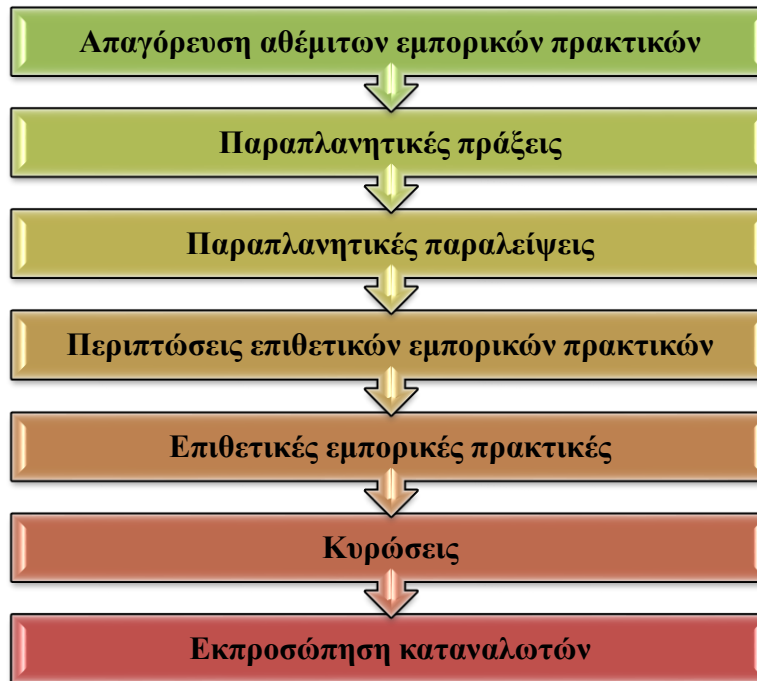 Απαγόρευση αθέμιτων εμπορικών πρακτικών
Παραπλανητικές πράξεις
Παραπλανητικές παραλείψεις
Περιπτώσεις επιθετικών εμπορικών πρακτικών
Επιθετικές εμπορικές πρακτικές
Κυρώσεις
Εκπροσώπηση καταναλωτών